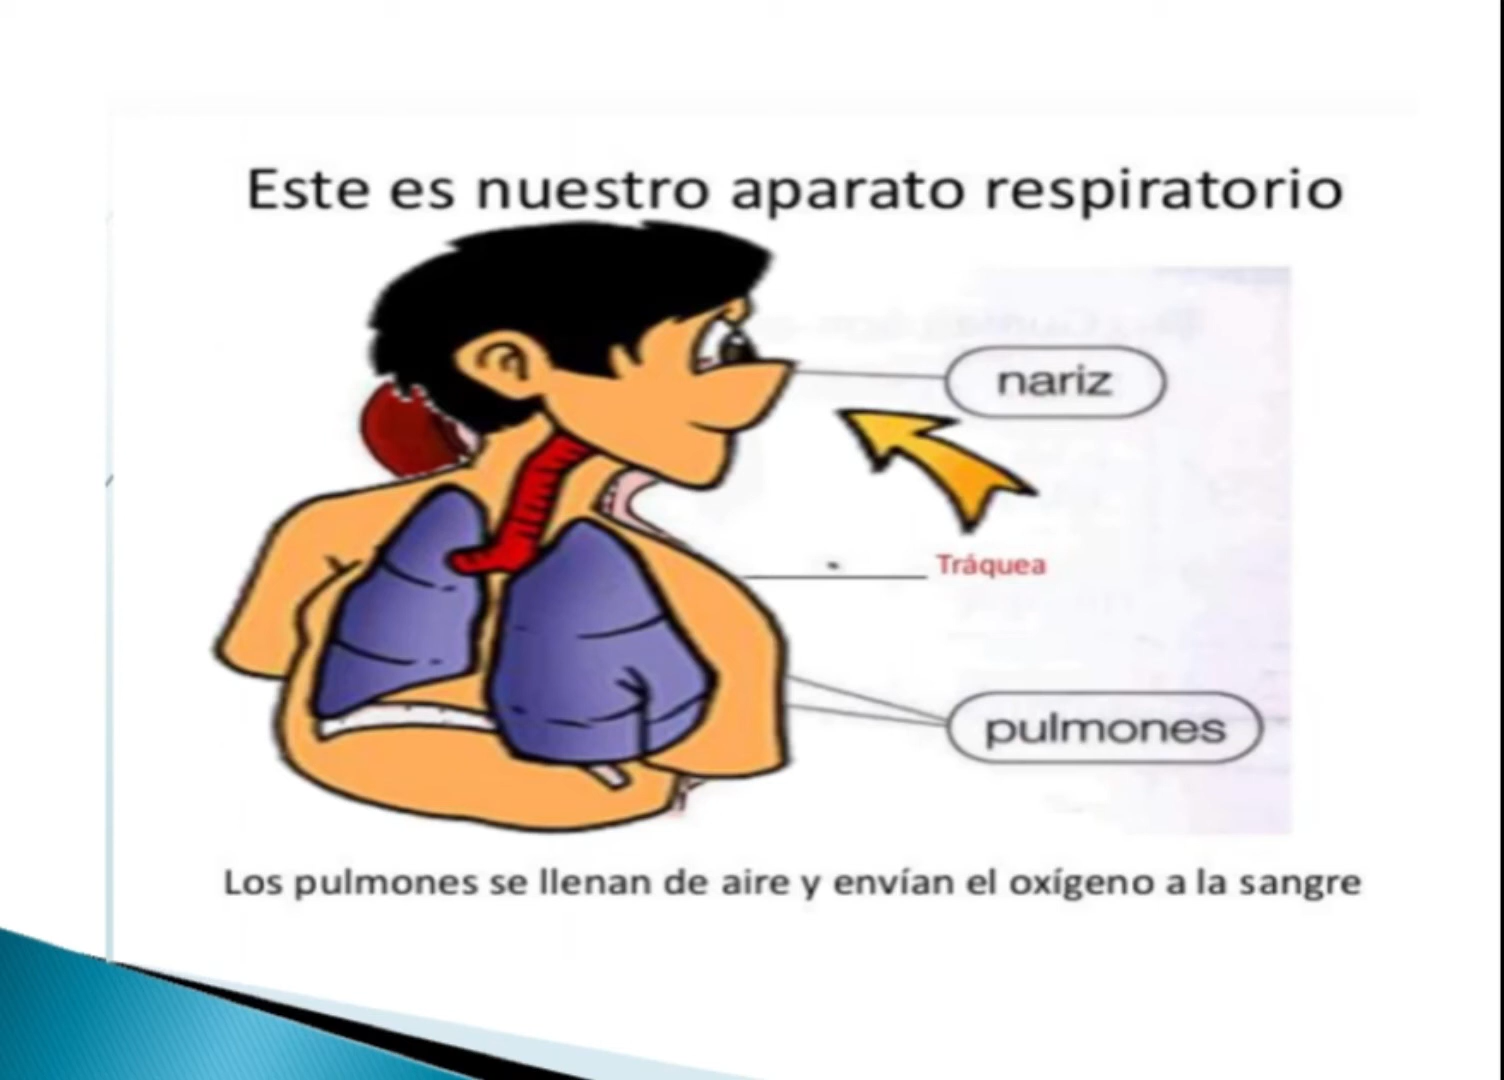 Este es nuestro aparato respiratorio
nariz
Tráquea
pulmones
Los pulmones se llenan de aire y envían el oxígeno a la sangre